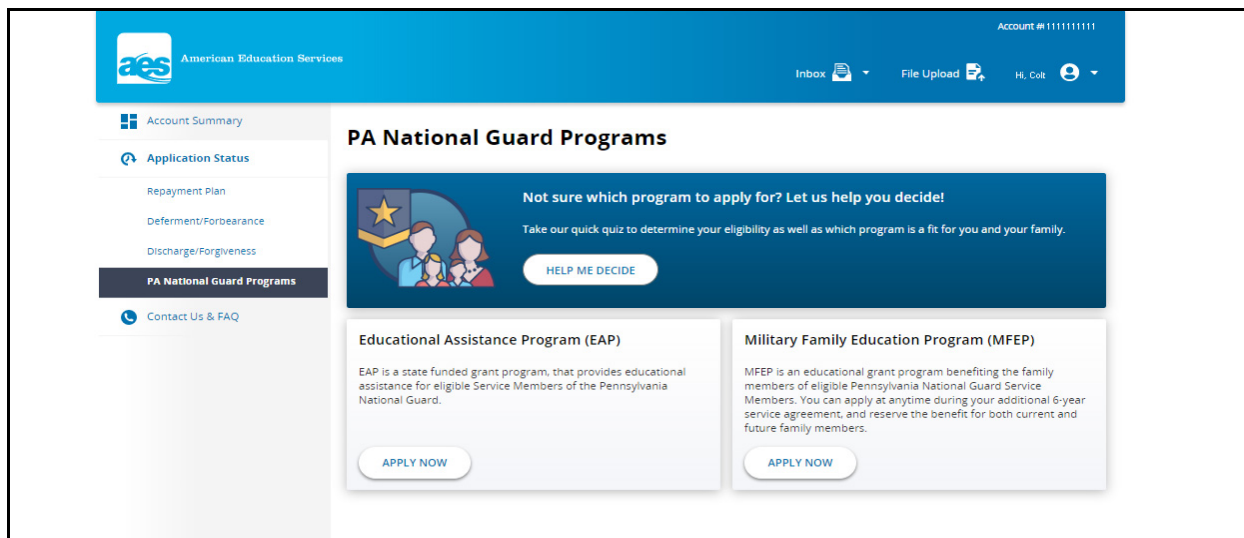 Account #1111111111
aes
American Education Services
Inbox
File Upload
Hi, Colt
Account Summary
Application Status
Repayment Plan
Deferment/Forbearance
Discharge/Forgiveness
PA National Guard Programs
Contact Us & FAQ
PA National Guard Programs
Not sure which program to apply for? Let us help you decide!
Take our quick quiz to determine your eligibility as well as which program is a fit for you and your family.
HELP ME DECIDE
Educational Assistance Program (EAP)
EAP is a state funded grant program, that provides educational
assistance for eligible Service Members of the Pennsylvania
National Guard.
APPLY NOW
Military Family Education Program (MFEP)
MFEP is an educational grant program benefiting the family
members of eligible Pennsylvania National Guard Service
Members. You can apply at anytime during your additional 6-year
service agreement, and reserve the benefit for both current and
future family members.
APPLY NOW